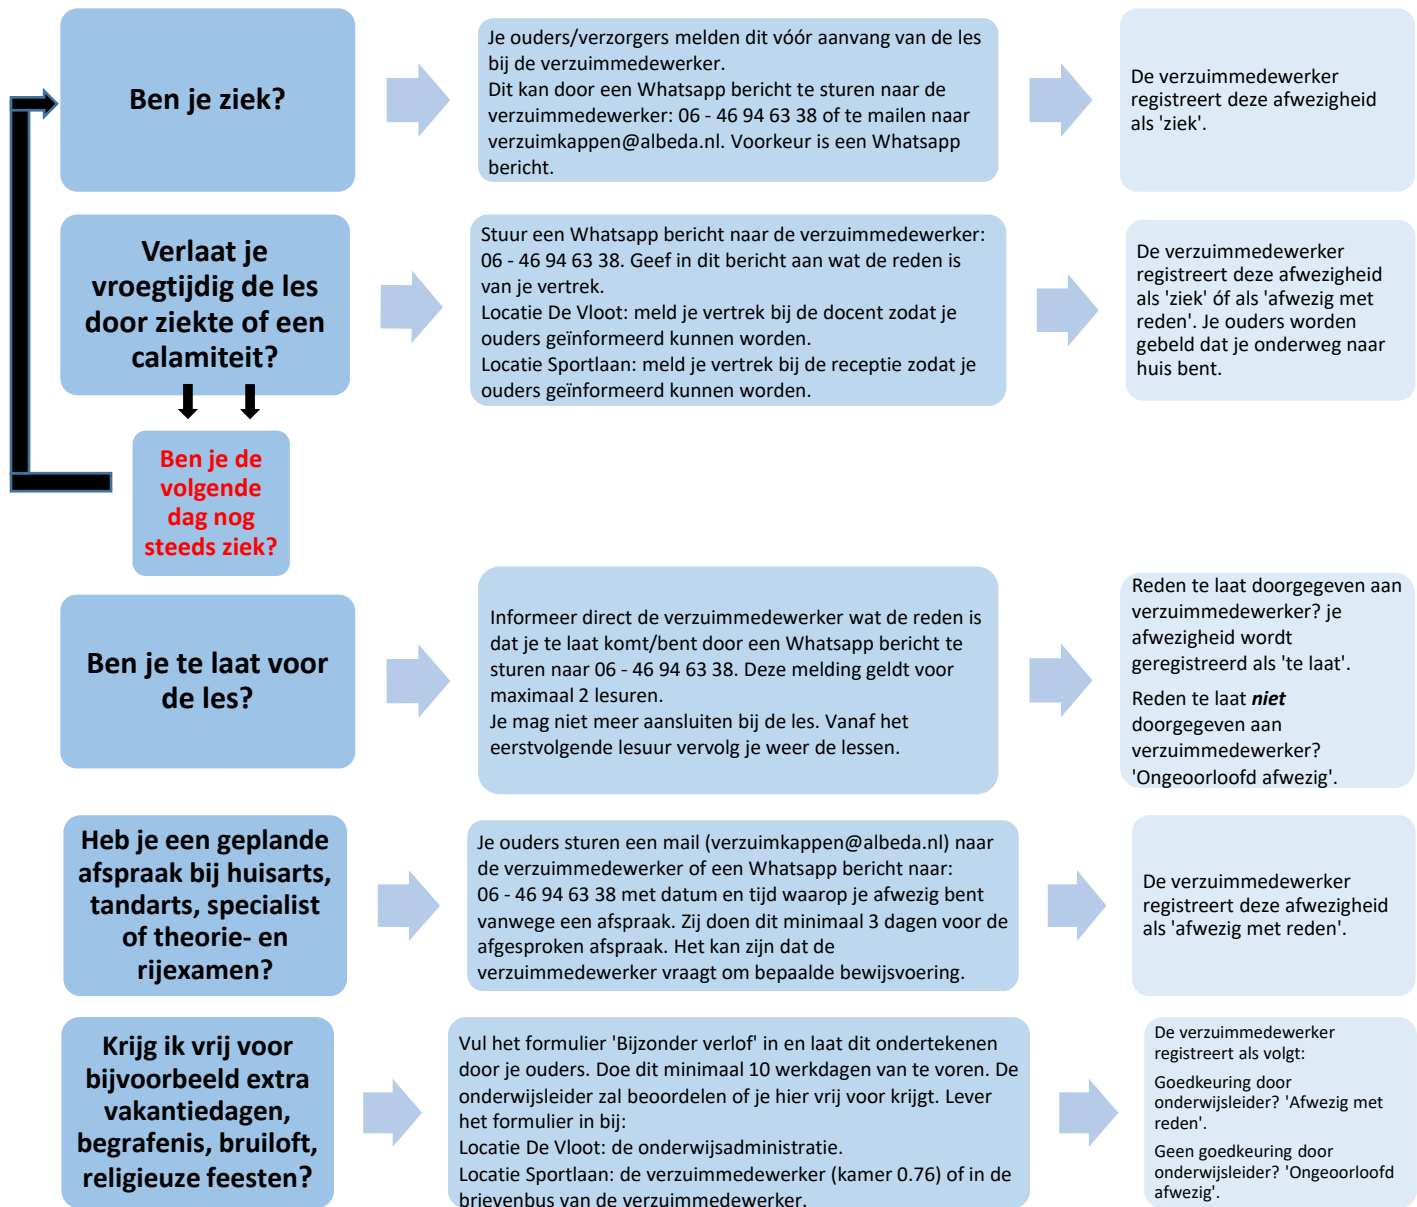 Ben je ziek?
Je ouders/verzorgers melden dit vóór aanvang van de les
bij de verzuimmedewerker.
Dit kan door een Whatsapp bericht te sturen naar de
verzuimmedewerker: 06 - 46 94 63 38 of te mailen naar
verzuimkappen@albeda.nl. Voorkeur is een Whatsapp
bericht.
De verzuimmedewerker
registreert deze afwezigheid
als 'ziek'.
Verlaat je
vroegtijdig de les
door ziekte of een
calamiteit?
Stuur een Whatsapp bericht naar de verzuimmedewerker:
06 - 46 94 63 38. Geef in dit bericht aan wat de reden is
van je vertrek.
Locatie De Vloot: meld je vertrek bij de docent zodat je
ouders geïnformeerd kunnen worden.
Locatie Sportlaan: meld je vertrek bij de receptie zodat je
ouders geïnformeerd kunnen worden.
De verzuimmedewerker
registreert deze afwezigheid
als 'ziek' óf als 'afwezig met
reden'. Je ouders worden
gebeld dat je onderweg naar
huis bent.
Ben je de
volgende
dag nog
steeds ziek?
Ben je te laat voor
de les?
Informeer direct de verzuimmedewerker wat de reden is
dat je te laat komt/bent door een Whatsapp bericht te
sturen naar 06 - 46 94 63 38. Deze melding geldt voor
maximaal 2 lesuren.
Je mag niet meer aansluiten bij de les. Vanaf het
eerstvolgende lesuur vervolg je weer de lessen.
Reden te laat doorgegeven aan
verzuimmedewerker? je
afwezigheid wordt
geregistreerd als 'te laat'.
Reden te laat niet
doorgegeven aan
verzuimmedewerker?
'Ongeoorloofd afwezig'.
Heb je een geplande
afspraak bij huisarts,
tandarts, specialist
of theorie- en
rijexamen?
Je ouders sturen een mail (verzuimkappen@albeda.nl) naar
de verzuimmedewerker of een Whatsapp bericht naar:
06 - 46 94 63 38 met datum en tijd waarop je afwezig bent
vanwege een afspraak. Zij doen dit minimaal 3 dagen voor de
afgesproken afspraak. Het kan zijn dat de
verzuimmedewerker vraagt om bepaalde bewijsvoering.
De verzuimmedewerker
registreert deze afwezigheid
als 'afwezig met reden'.
Krijg ik vrij voor
bijvoorbeeld extra
vakantiedagen,
begrafenis, bruiloft,
religieuze feesten?
Vul het formulier 'Bijzonder verlof' in en laat dit ondertekenen
door je ouders. Doe dit minimaal 10 werkdagen van te voren. De
onderwijsleider zal beoordelen of je hier vrij voor krijgt. Lever
het formulier in bij:
Locatie De Vloot: de onderwijsadministratie.
Locatie Sportlaan: de verzuimmedewerker (kamer 0.76) of in de
brievenbus van de verzuimmedewerker.
De verzuimmedewerker
registreert als volgt:
Goedkeuring door
onderwijsleider? 'Afwezig met
reden'.
Geen goedkeuring door
onderwijsleider? 'Ongeoorloofd
afwezig'.